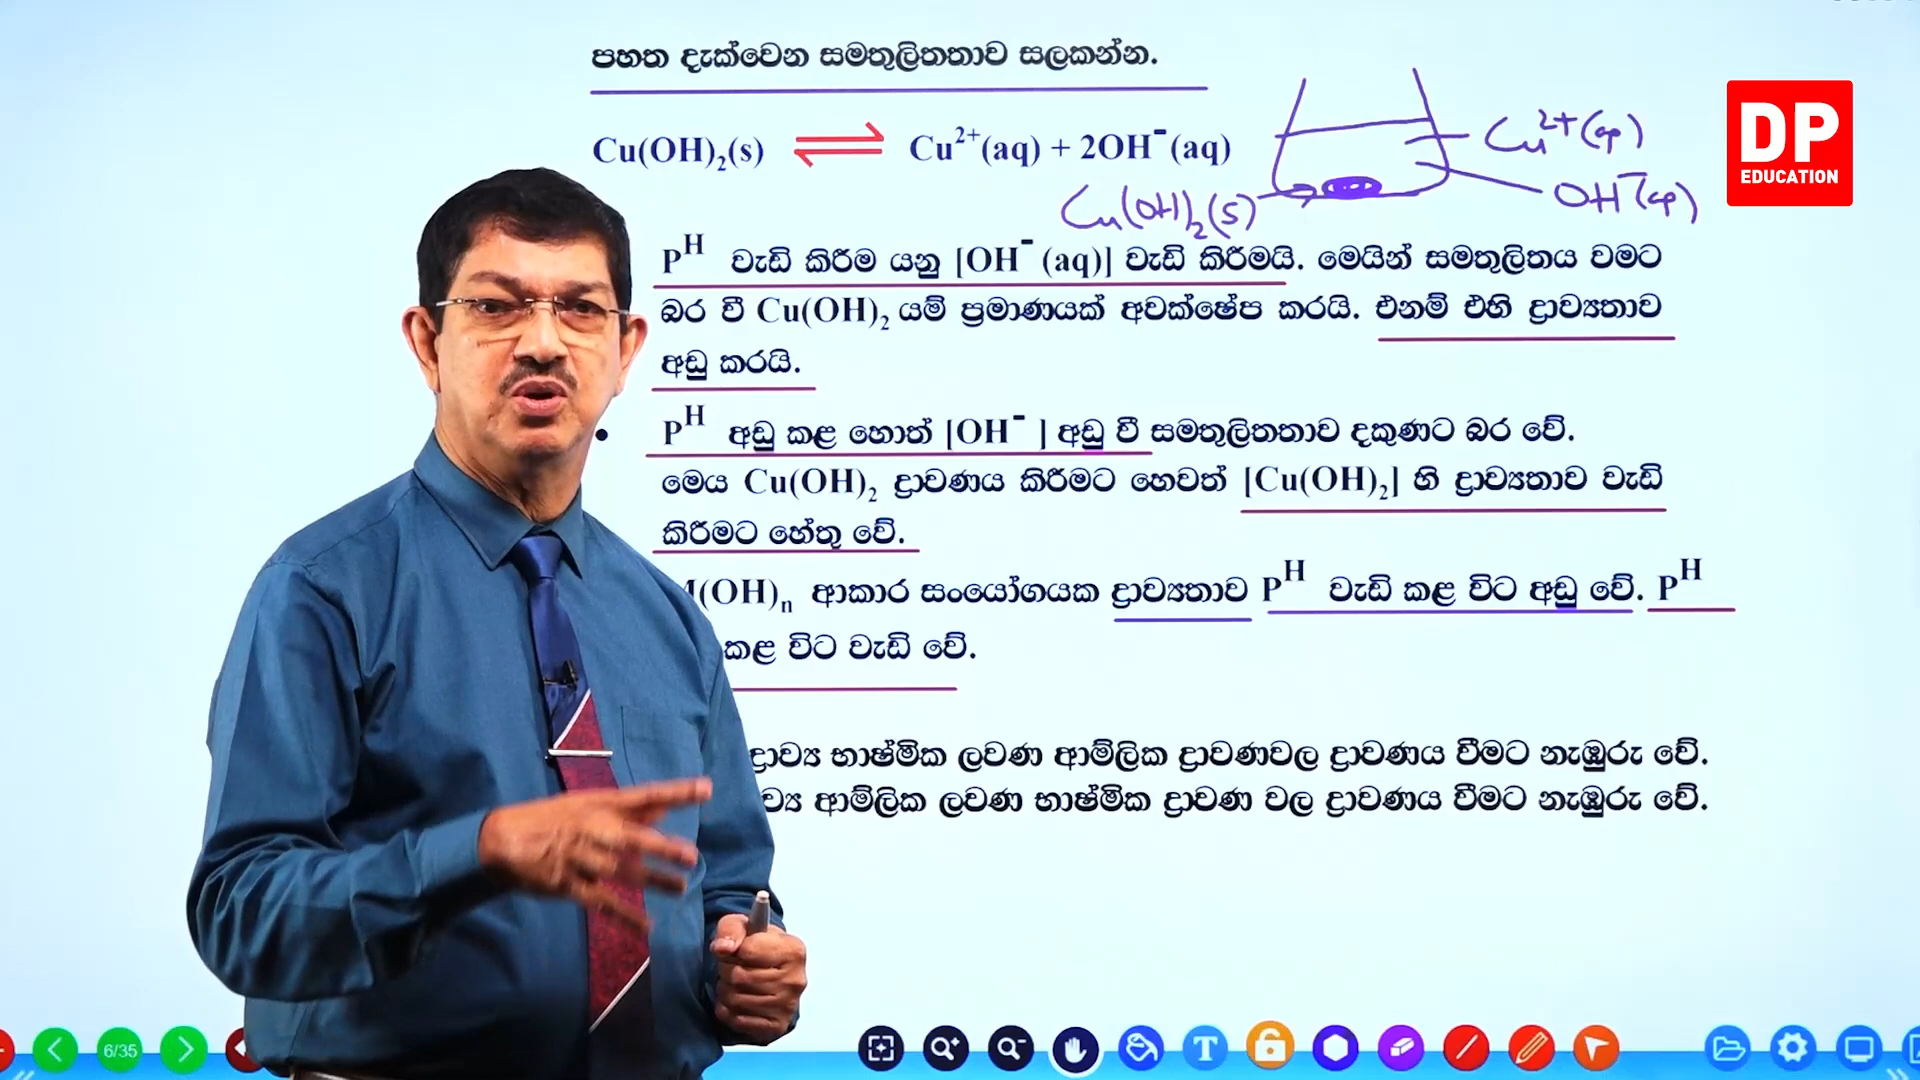 පහත දැක්වෙන සමතුලිතතාව සලකන්න.
Cu(OH)₂(s) ⇌ Cu²⁺(aq) + 2OH⁻(aq)
Cu²⁺(aq)
OH⁻(aq)
Cu(OH)₂(s)
DP
EDUCATION
Pᴴ වැඩි කිරීම යනු [OH⁻ (aq)] වැඩි කිරීමයි. මෙයින් සමතුලිතය වමට
බර වී Cu(OH)₂ යම් ප්‍රමාණයක් අවක්ෂේප කරයි. එනම් එහි ද්‍රාව්‍යතාව
අඩු කරයි.
• Pᴴ අඩු කළ හොත් [OH⁻ ] අඩු වී සමතුලිතතාව දකුණට බර වේ.
මෙය Cu(OH)₂ ද්‍රාවණය කිරීමට හෙවත් [Cu(OH)₂] හි ද්‍රාව්‍යතාව වැඩි
කිරීමට හේතු වේ.
(OH)ₙ ආකාර සංයෝගයක ද්‍රාව්‍යතාව Pᴴ වැඩි කළ විට අඩු වේ. Pᴴ
කළ විට වැඩි වේ.
ද්‍රාව්‍ය භාෂ්මික ලවණ ආම්ලික ද්‍රාවණවල ද්‍රාවණය වීමට නැඹුරු වේ.
ආම්ලික ලවණ භාෂ්මික ද්‍රාවණ වල ද්‍රාවණය වීමට නැඹුරු වේ.
6/35
T